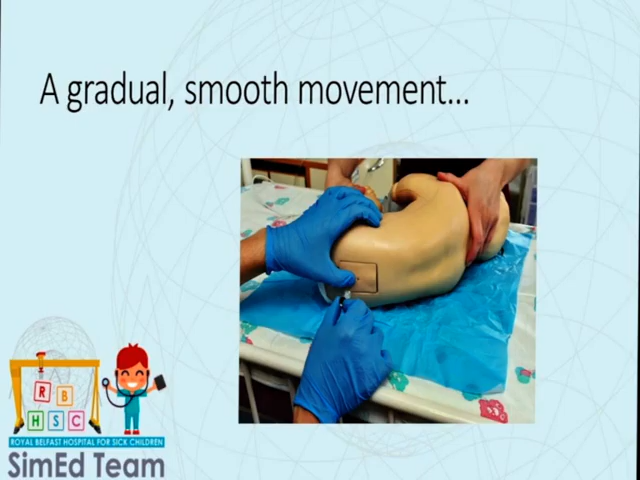 A gradual, smooth movement...
R B
H S C
ROYAL BELFAST HOSPITAL FOR SICK CHILDREN
SimEd Team